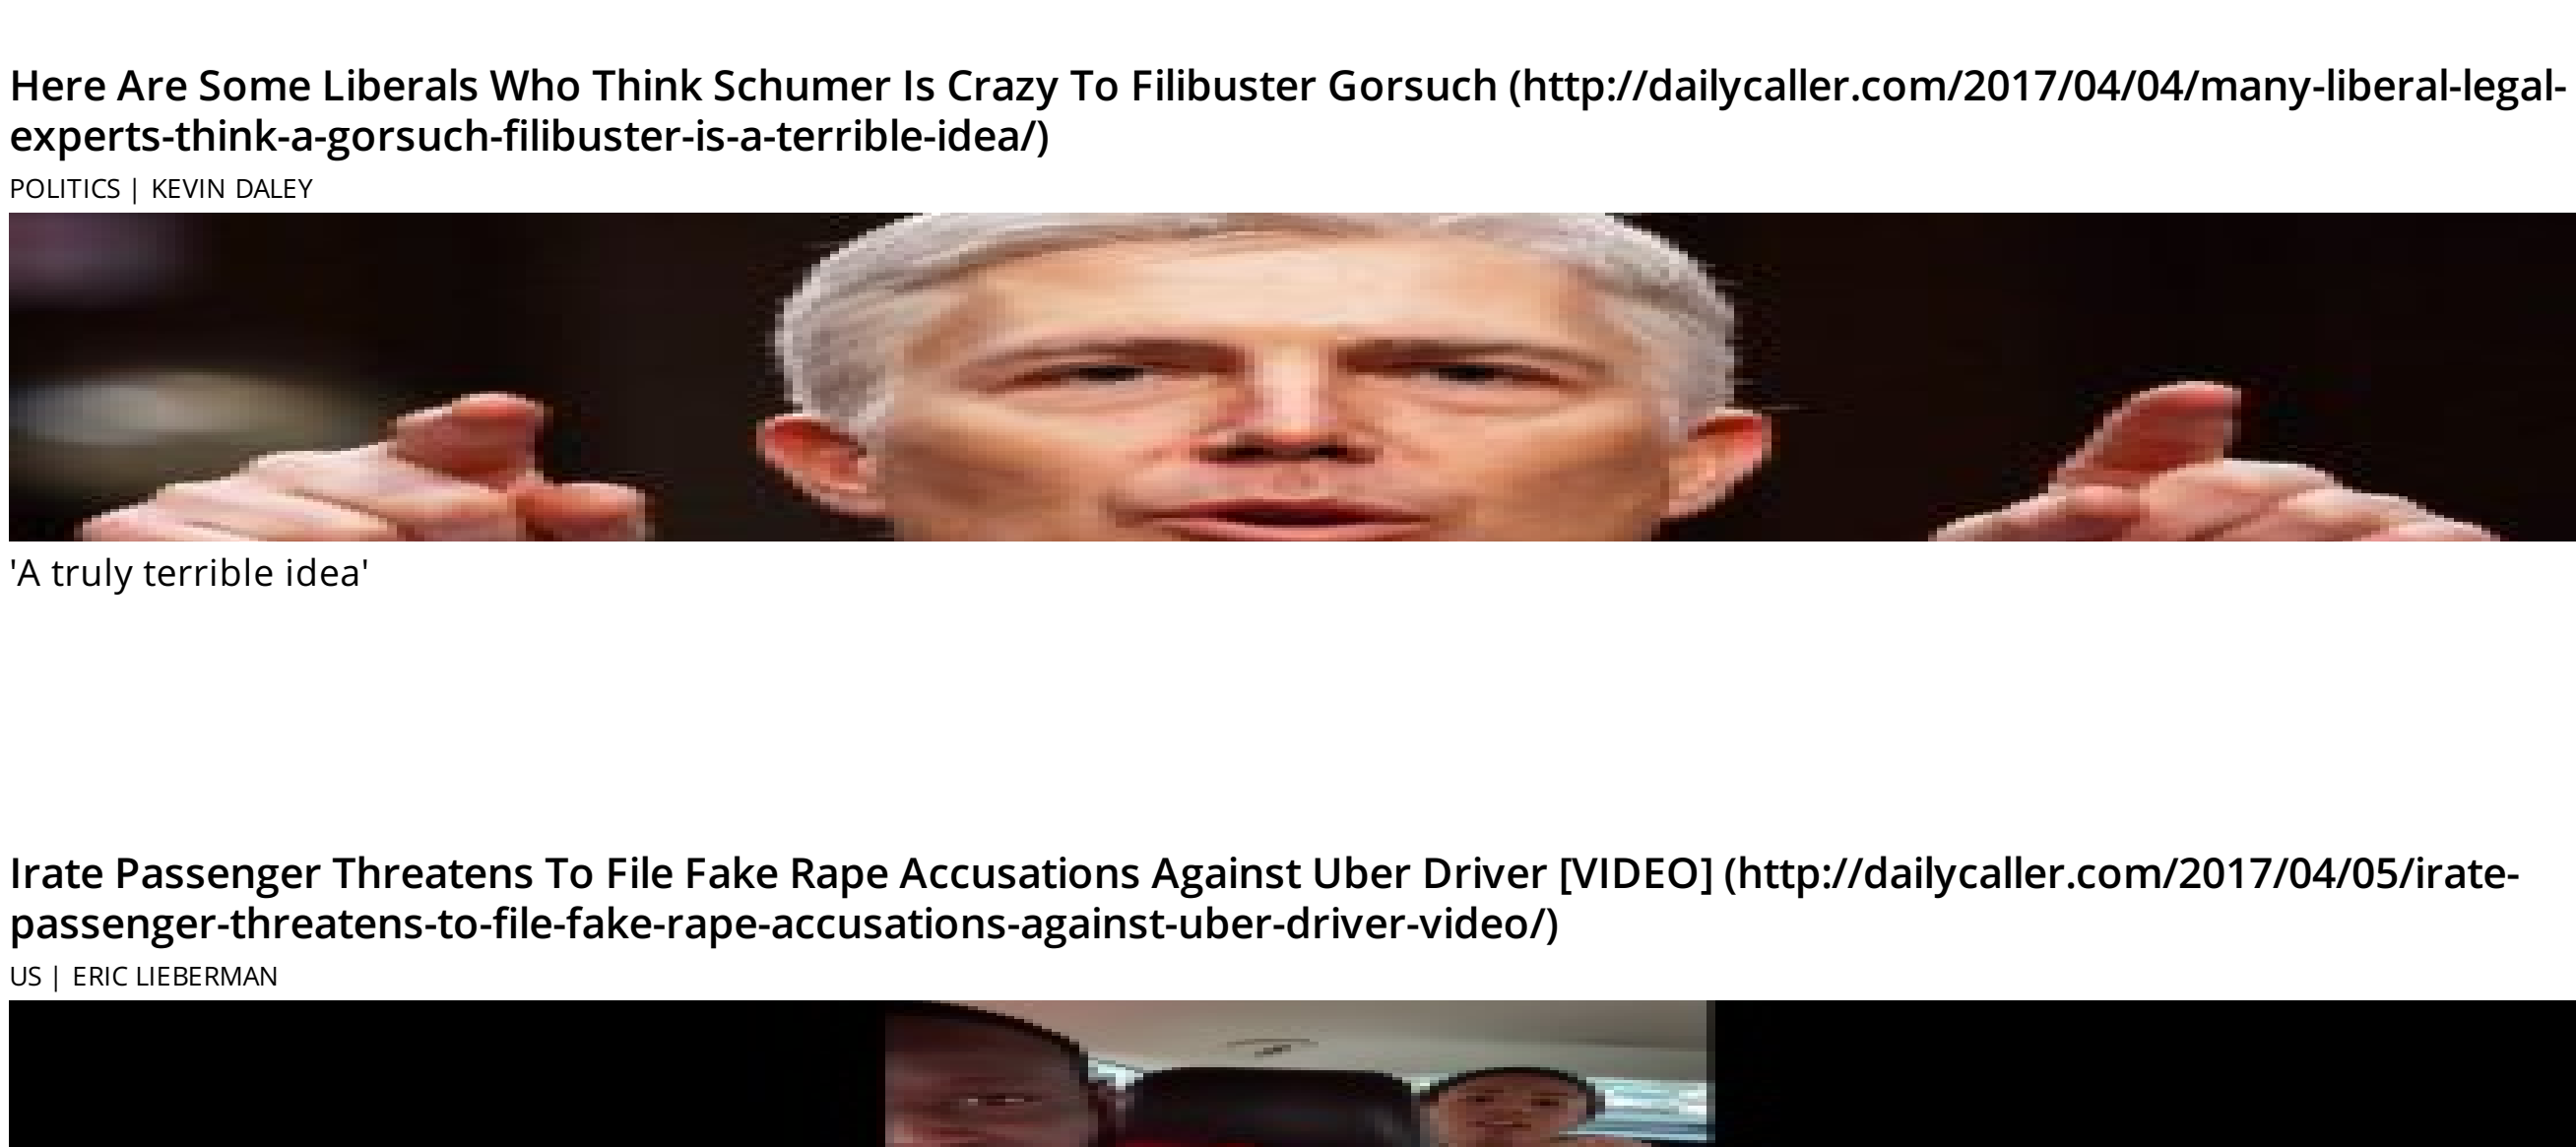 Here Are Some Liberals Who Think Schumer Is Crazy To Filibuster Gorsuch (http://dailycaller.com/2017/04/04/many-liberal-legal-
experts-think-a-gorsuch-filibuster-is-a-terrible-idea/)
POLITICS | KEVIN DALEY
'A truly terrible idea'
Irate Passenger Threatens To File Fake Rape Accusations Against Uber Driver [VIDEO] (http://dailycaller.com/2017/04/05/irate-
passenger-threatens-to-file-fake-rape-accusations-against-uber-driver-video/)
US | ERIC LIEBERMAN